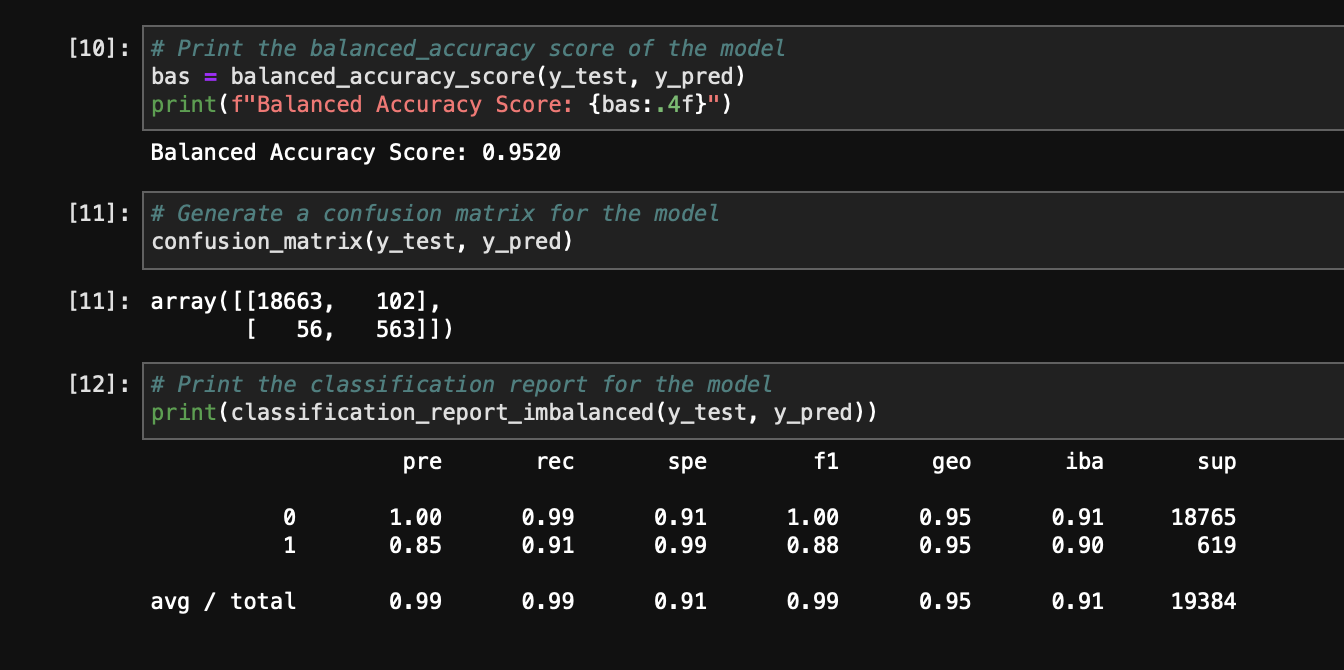 [10]: # Print the balanced_accuracy score of the model
bas = balanced_accuracy_score(y_test, y_pred)
print(f"Balanced Accuracy Score: {bas:.4f}")
Balanced Accuracy Score: 0.9520
[11]: # Generate a confusion matrix for the model
confusion_matrix(y_test, y_pred)
[11]: array([[18663,   102],
       [   56,   563]])
[12]: # Print the classification report for the model
print(classification_report_imbalanced(y_test, y_pred))
pre rec spe f1 geo iba sup
0 1.00 0.99 0.91 1.00 0.95 0.91 18765
1 0.85 0.91 0.99 0.88 0.95 0.90 619
avg / total 0.99 0.99 0.91 0.99 0.95 0.91 19384